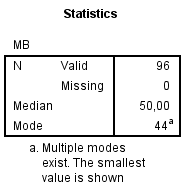 Statistics
MB
N Valid 96
Missing 0
Median 50,00
Mode 44a
a. Multiple modes
exist. The smallest
value is shown